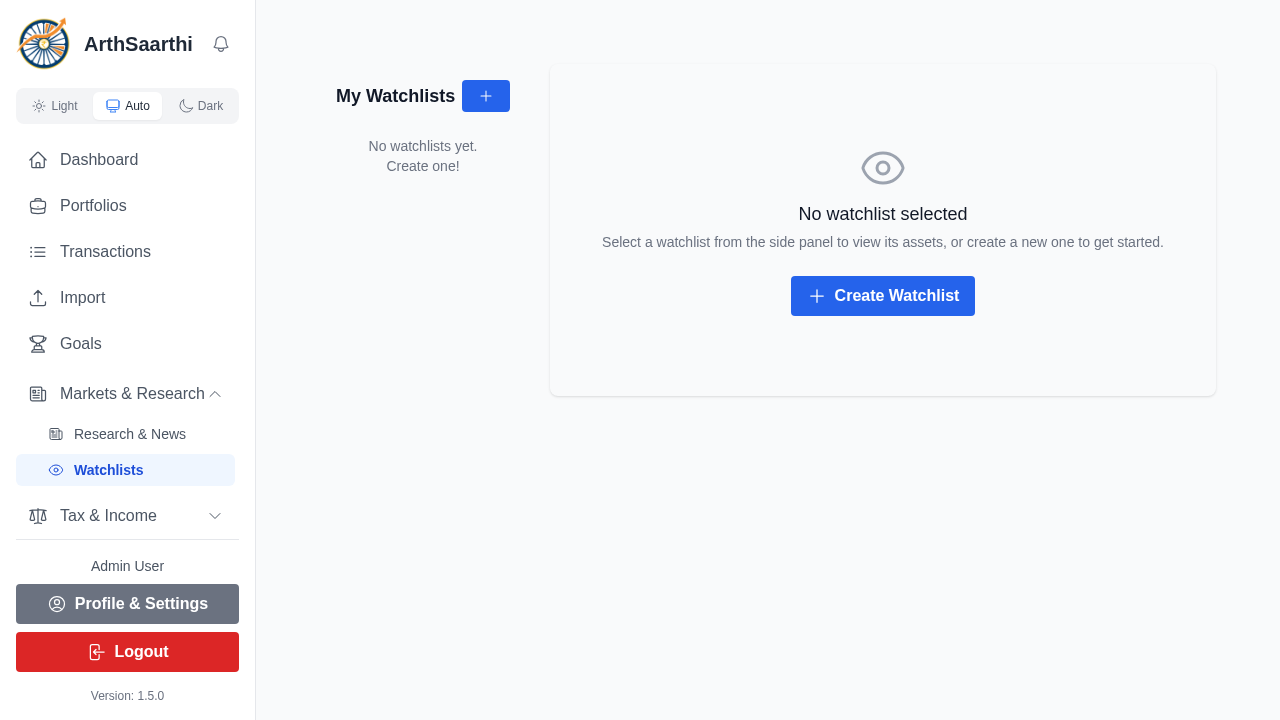 ArthSaarthi
Light
Auto
Dark
Dashboard
Portfolios
Transactions
Import
Goals
Markets & Research
Research & News
Watchlists
Tax & Income
Admin User
Profile & Settings
Logout
Version: 1.5.0
My Watchlists
No watchlists yet.
Create one!
No watchlist selected
Select a watchlist from the side panel to view its assets, or create a new one to get started.
Create Watchlist